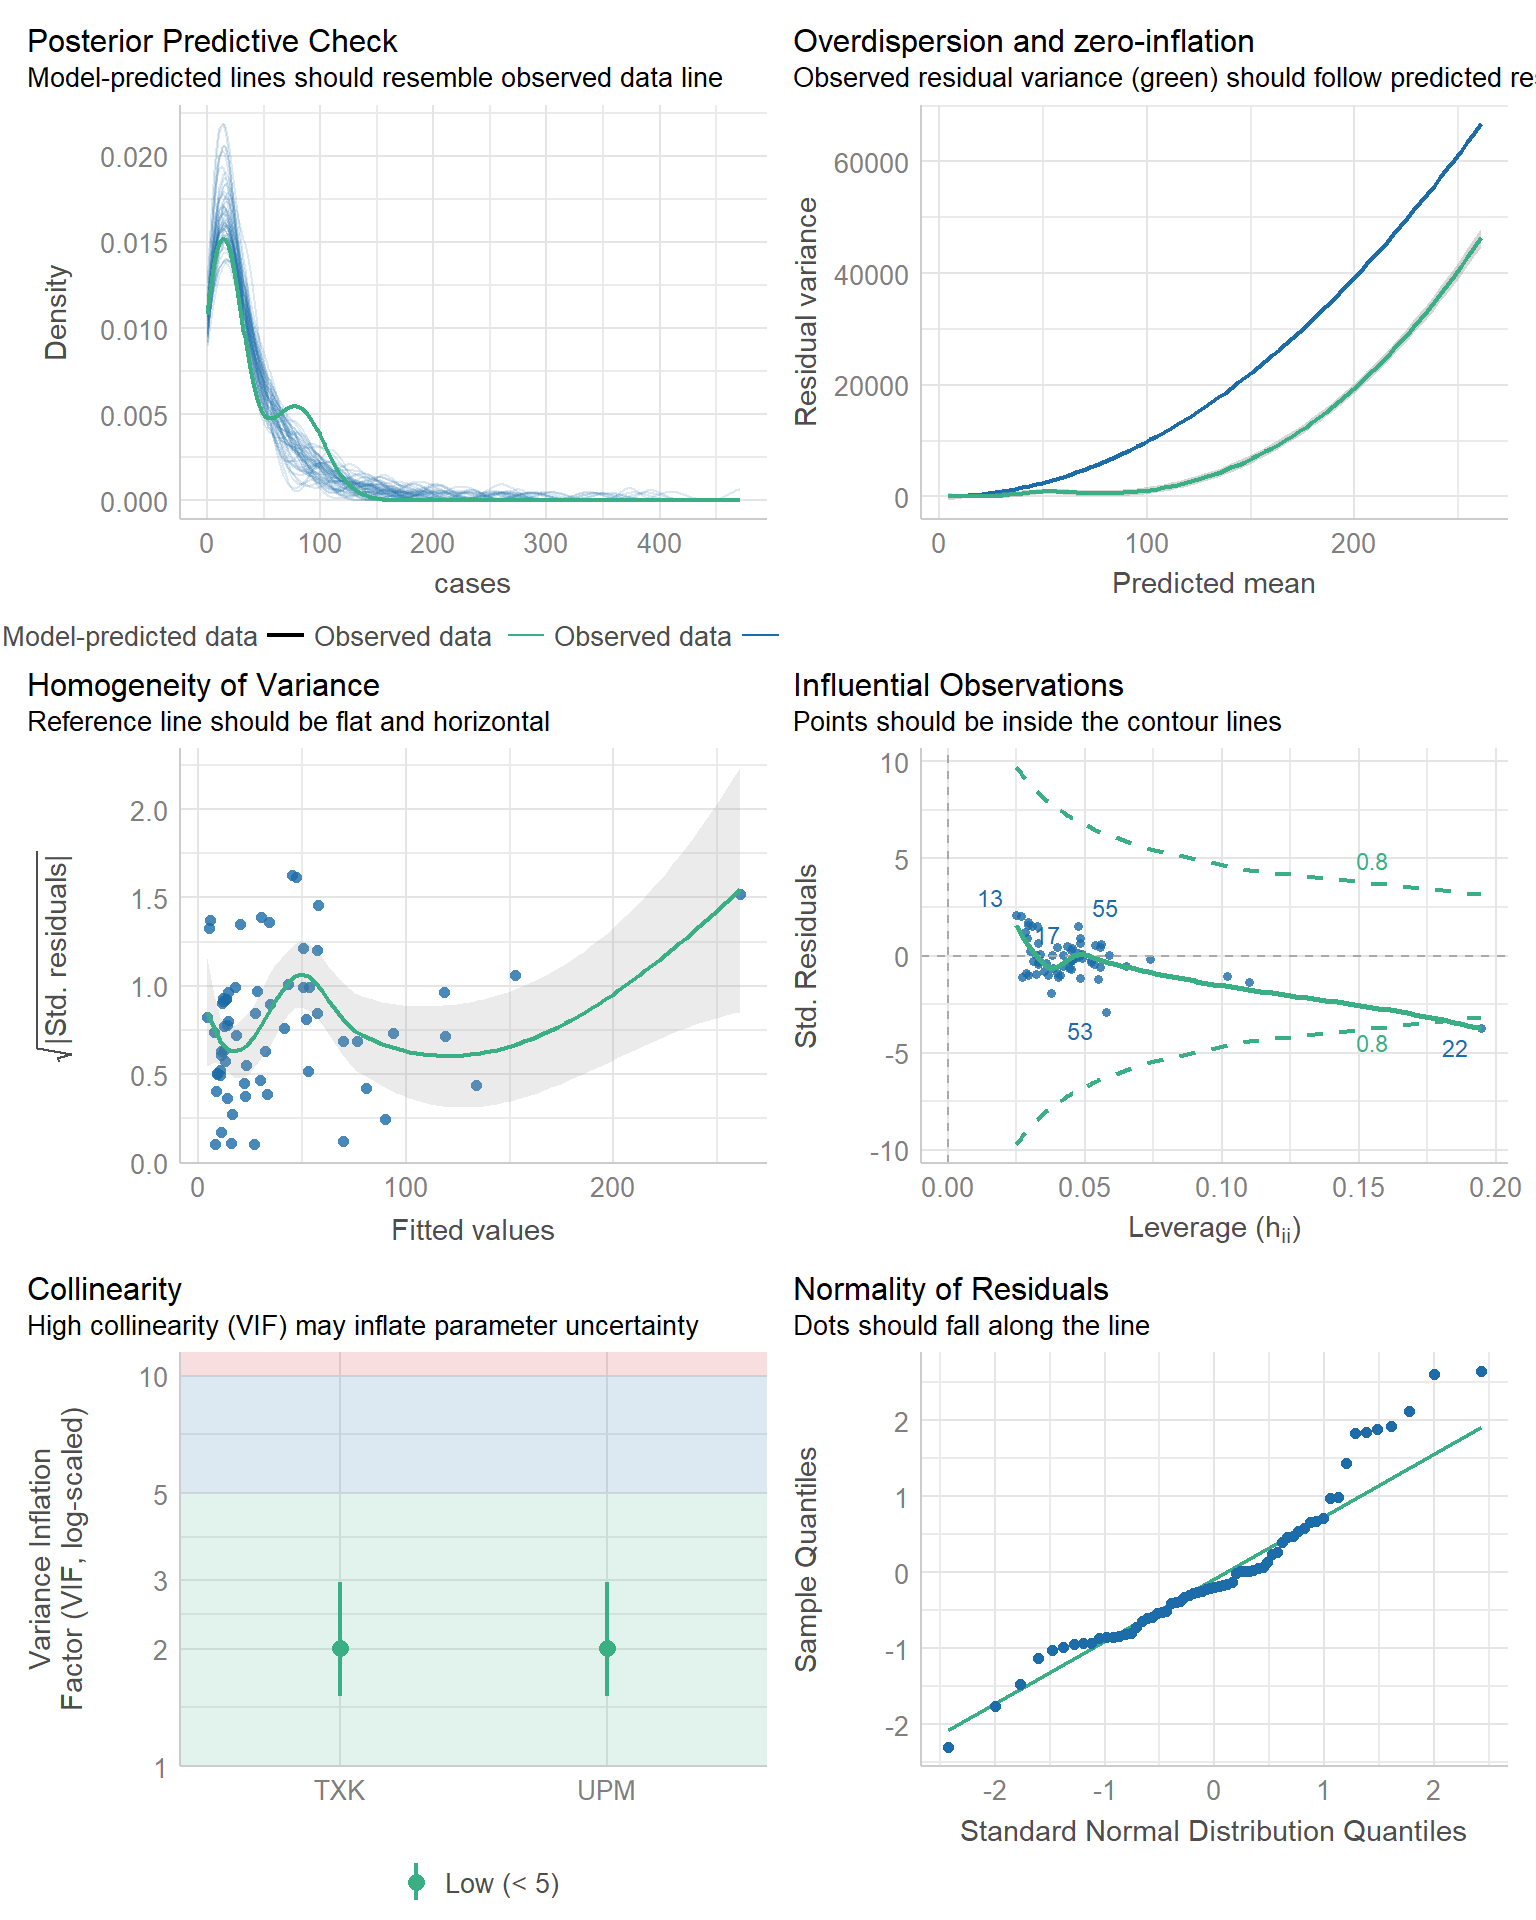 Posterior Predictive Check
Model-predicted lines should resemble observed data line
Density
0.020
0.015
0.010
0.005
0.000
0
100
200
300
400
cases
Model-predicted data
Observed data
Observed data
Overdispersion and zero-inflation
Observed residual variance (green) should follow predicted res
Residual variance
60000
40000
20000
0
0
100
200
Predicted mean
Homogeneity of Variance
Reference line should be flat and horizontal
√|Std. residuals|
2.0
1.5
1.0
0.5
0.0
0
100
200
Fitted values
Influential Observations
Points should be inside the contour lines
Std. Residuals
10
5
0
-5
-10
13
17
55
53
22
0.8
0.8
0.00
0.05
0.10
0.15
0.20
Leverage (hii)
Collinearity
High collinearity (VIF) may inflate parameter uncertainty
Variance Inflation
Factor (VIF, log-scaled)
10
5
3
2
1
TXK
UPM
Low (< 5)
Normality of Residuals
Dots should fall along the line
Sample Quantiles
2
1
0
-1
-2
-2
-1
0
1
2
Standard Normal Distribution Quantiles